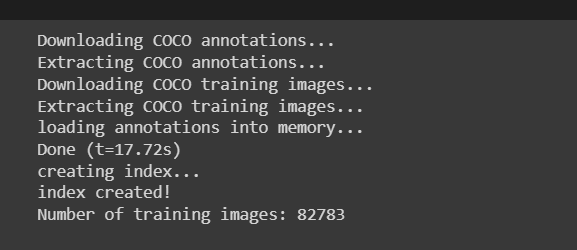 Downloading COCO annotations...
Extracting COCO annotations...
Downloading COCO training images...
Extracting COCO training images...
loading annotations into memory...
Done (t=17.72s)
creating index...
index created!
Number of training images: 82783